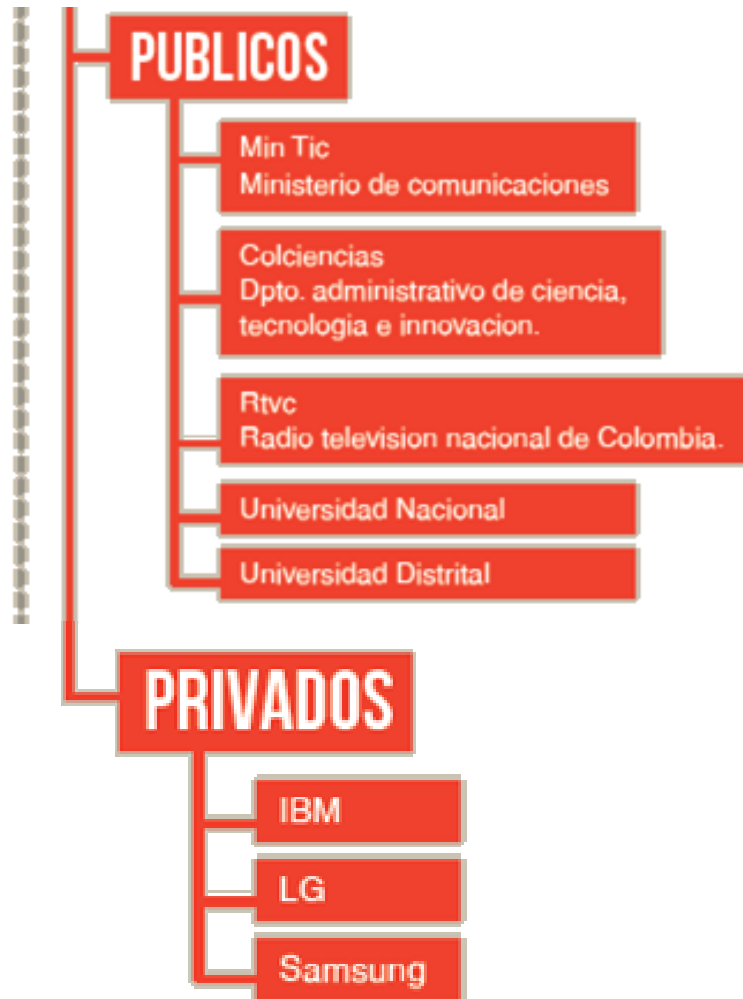 PUBLICOS
Min Tic
Ministerio de comunicaciones
Colciencias
Dpto. administrativo de ciencia,
tecnologia e innovacion.
Rtvc
Radio television nacional de Colombia.
Universidad Nacional
Universidad Distrital
PRIVADOS
IBM
LG
Samsung